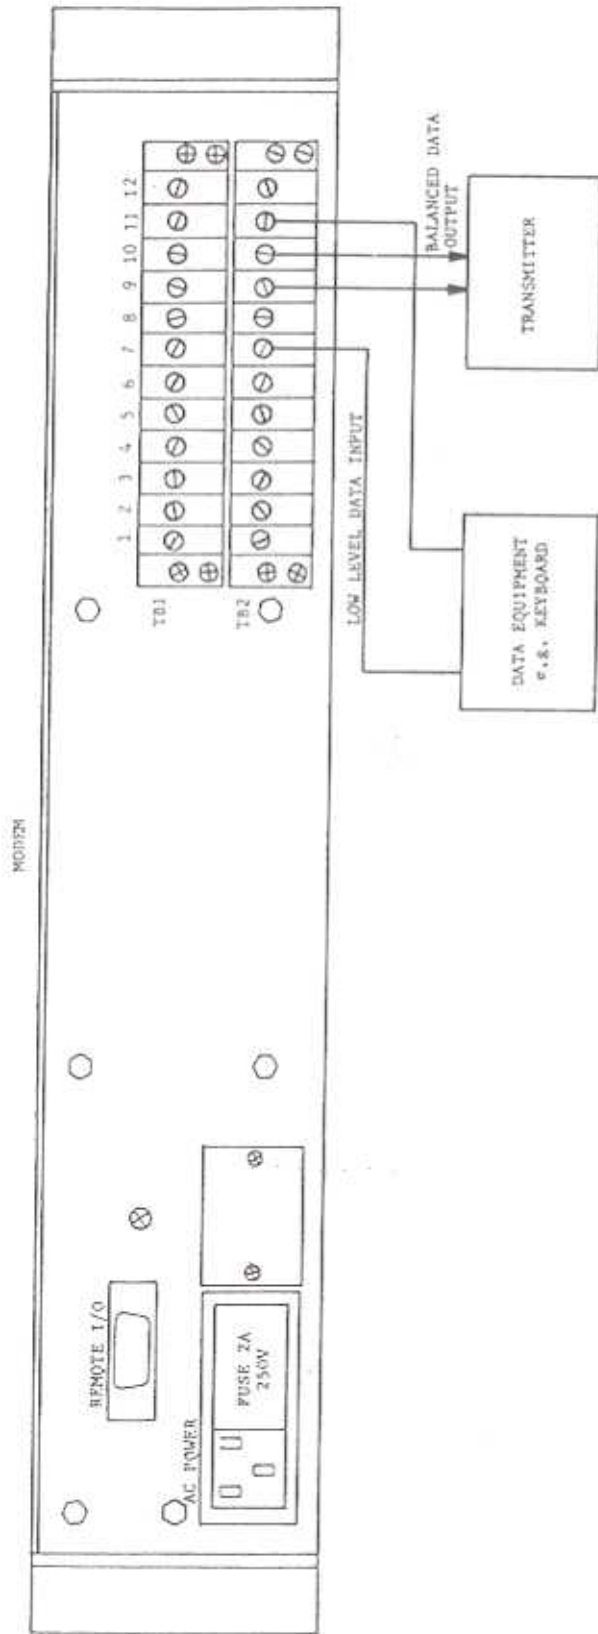 MODEM
REMOTE I/O
AC POWER
FUSE 2A
250V
TB1
TB2
1 2 3 4 5 6 7 8 9 10 11 12
LOW LEVEL DATA INPUT
BALANCED DATA
OUTPUT
DATA EQUIPMENT
e.g. KEYBOARD
TRANSMITTER